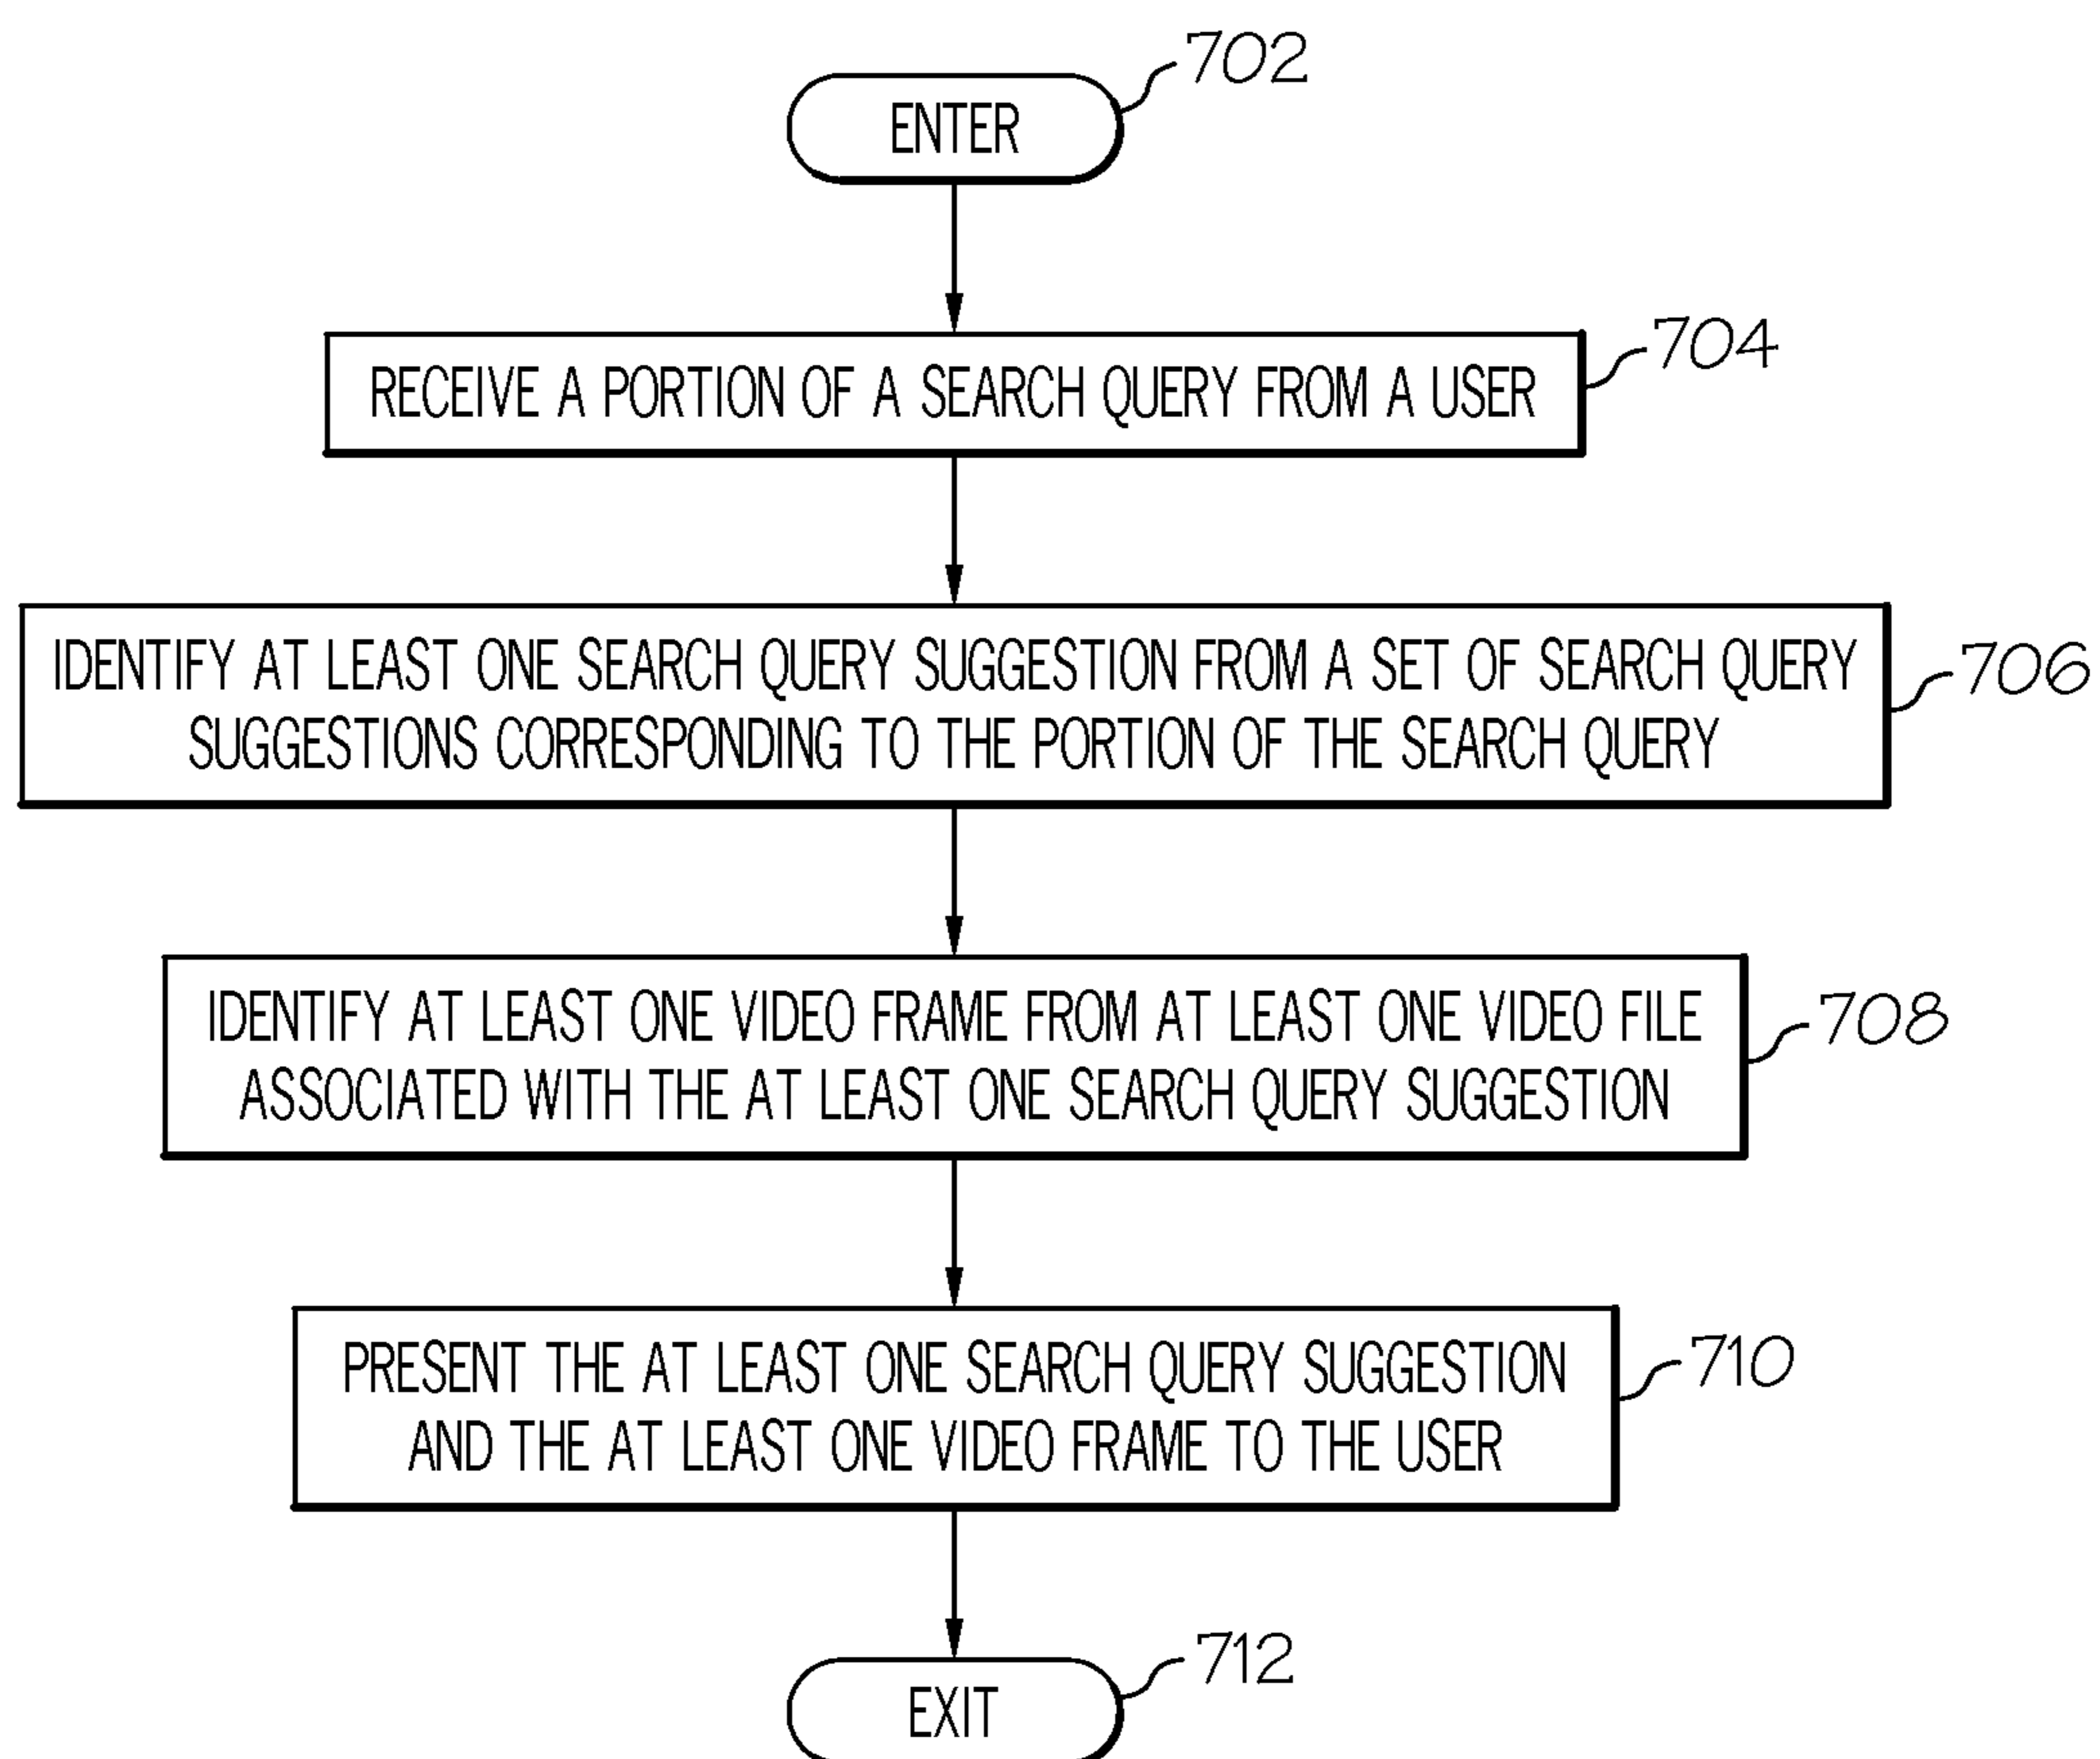 702
ENTER
704
RECEIVE A PORTION OF A SEARCH QUERY FROM A USER
706
IDENTIFY AT LEAST ONE SEARCH QUERY SUGGESTION FROM A SET OF SEARCH QUERY
SUGGESTIONS CORRESPONDING TO THE PORTION OF THE SEARCH QUERY
708
IDENTIFY AT LEAST ONE VIDEO FRAME FROM AT LEAST ONE VIDEO FILE
ASSOCIATED WITH THE AT LEAST ONE SEARCH QUERY SUGGESTION
710
PRESENT THE AT LEAST ONE SEARCH QUERY SUGGESTION
AND THE AT LEAST ONE VIDEO FRAME TO THE USER
712
EXIT